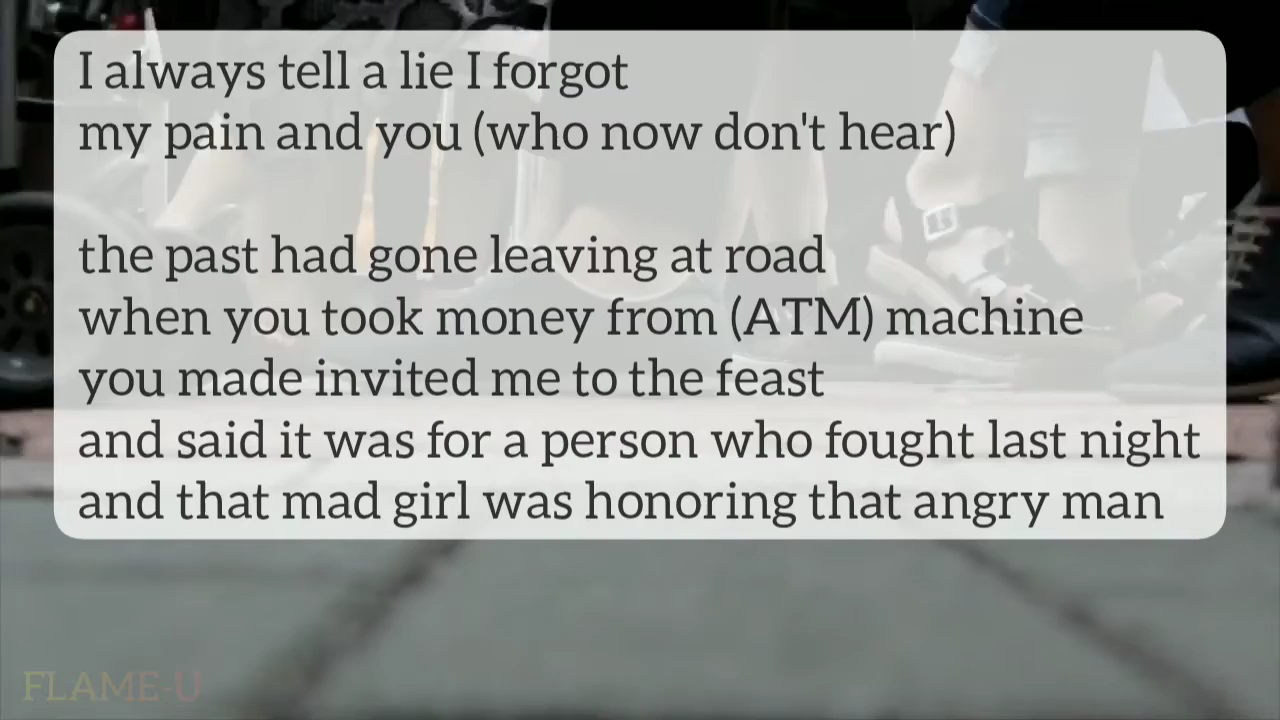 I always tell a lie I forgot
my pain and you (who now don't hear)
the past had gone leaving at road
when you took money from (ATM) machine
you made invited me to the feast
and said it was for a person who fought last night
and that mad girl was honoring that angry man
FLAME-U